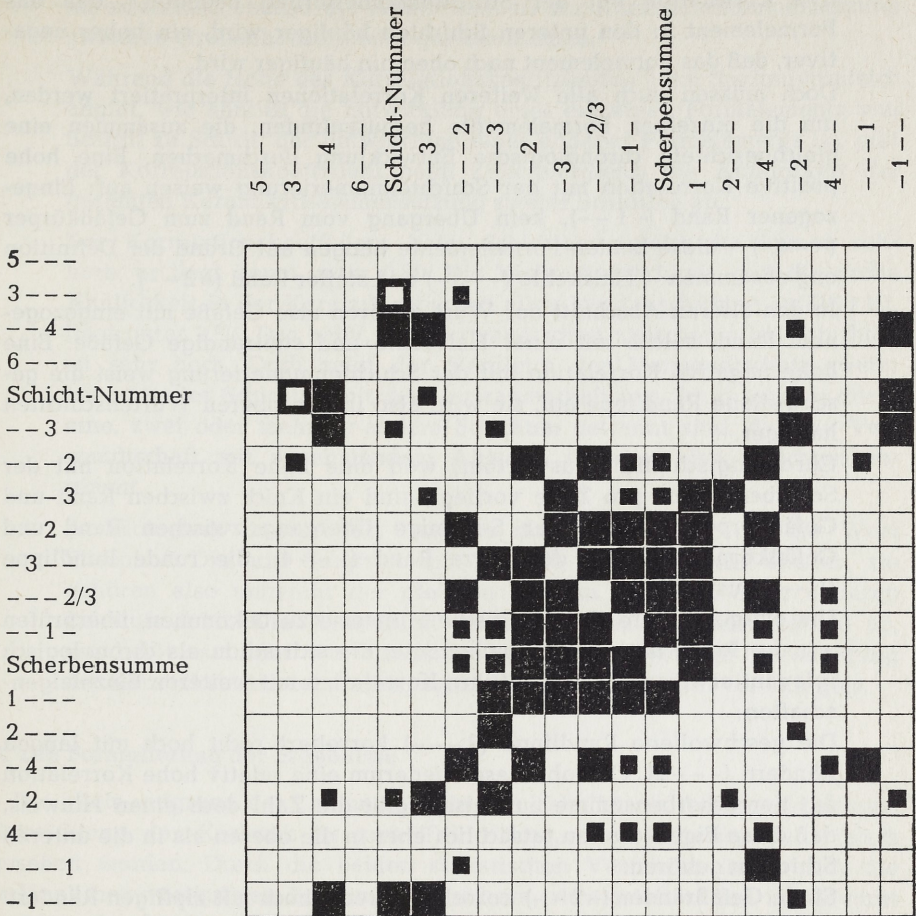 5 – – –
3 – – –
– – 4 –
6 – – –
Schicht-Nummer
– – 3 –
– – – 2
– – – 3
– 2 – –
– 3 – –
– – – 2/3
– – 1 –
Scherbensumme
1 – – –
2 – – –
– 4 – –
– – 2 –
4 – – –
– – – 1
– 1 – –
5 – – –
3 – – –
– – 4 –
6 – – –
Schicht-Nummer
– – 3 –
– – – 2
– – – 3
– 2 – –
– 3 – –
– – – 2/3
– – 1 –
Scherbensumme
1 – – –
2 – – –
– 4 – –
– – 2 –
4 – – –
– – – 1
– 1 – –